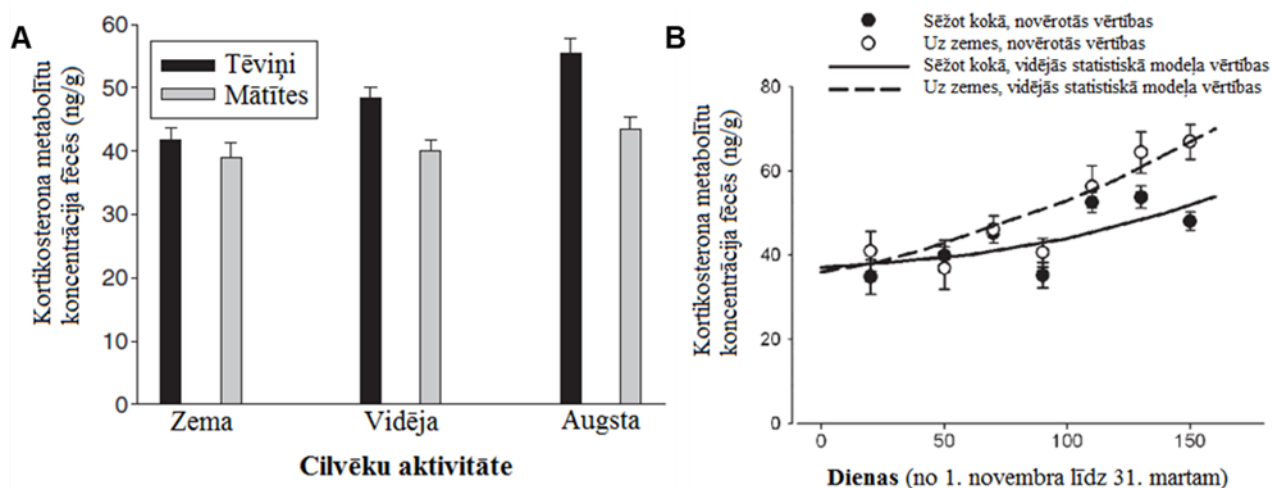 A
Kortikosterona metabolītu
koncentrācija fēcēs (ng/g)
60
50
40
30
20
10
0
Tēviņi
Mātītes
Zema
Vidēja
Augsta
Cilvēku aktivitāte
B
Sēžot kokā, novērotās vērtības
Uz zemes, novērotās vērtības
Sēžot kokā, vidējās statistiskā modeļa vērtības
Uz zemes, vidējās statistiskā modeļa vērtības
Kortikosterona metabolītu
koncentrācija fēcēs (ng/g)
80
60
40
20
0
0
50
100
150
Dienas (no 1. novembra līdz 31. martam)